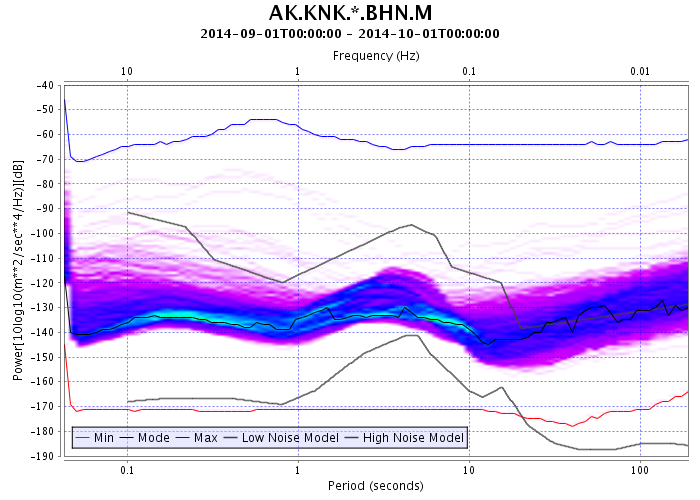 AK.KNK.*.BHN.M
2014-09-01T00:00:00 - 2014-10-01T00:00:00
Frequency (Hz)
10 1 0.1 0.01
Power[10log10(m**2/sec**4/Hz)][dB]
-40
-50
-60
-70
-80
-90
-100
-110
-120
-130
-140
-150
-160
-170
-180
-190
Min Mode Max Low Noise Model High Noise Model
0.1 1 10 100
Period (seconds)